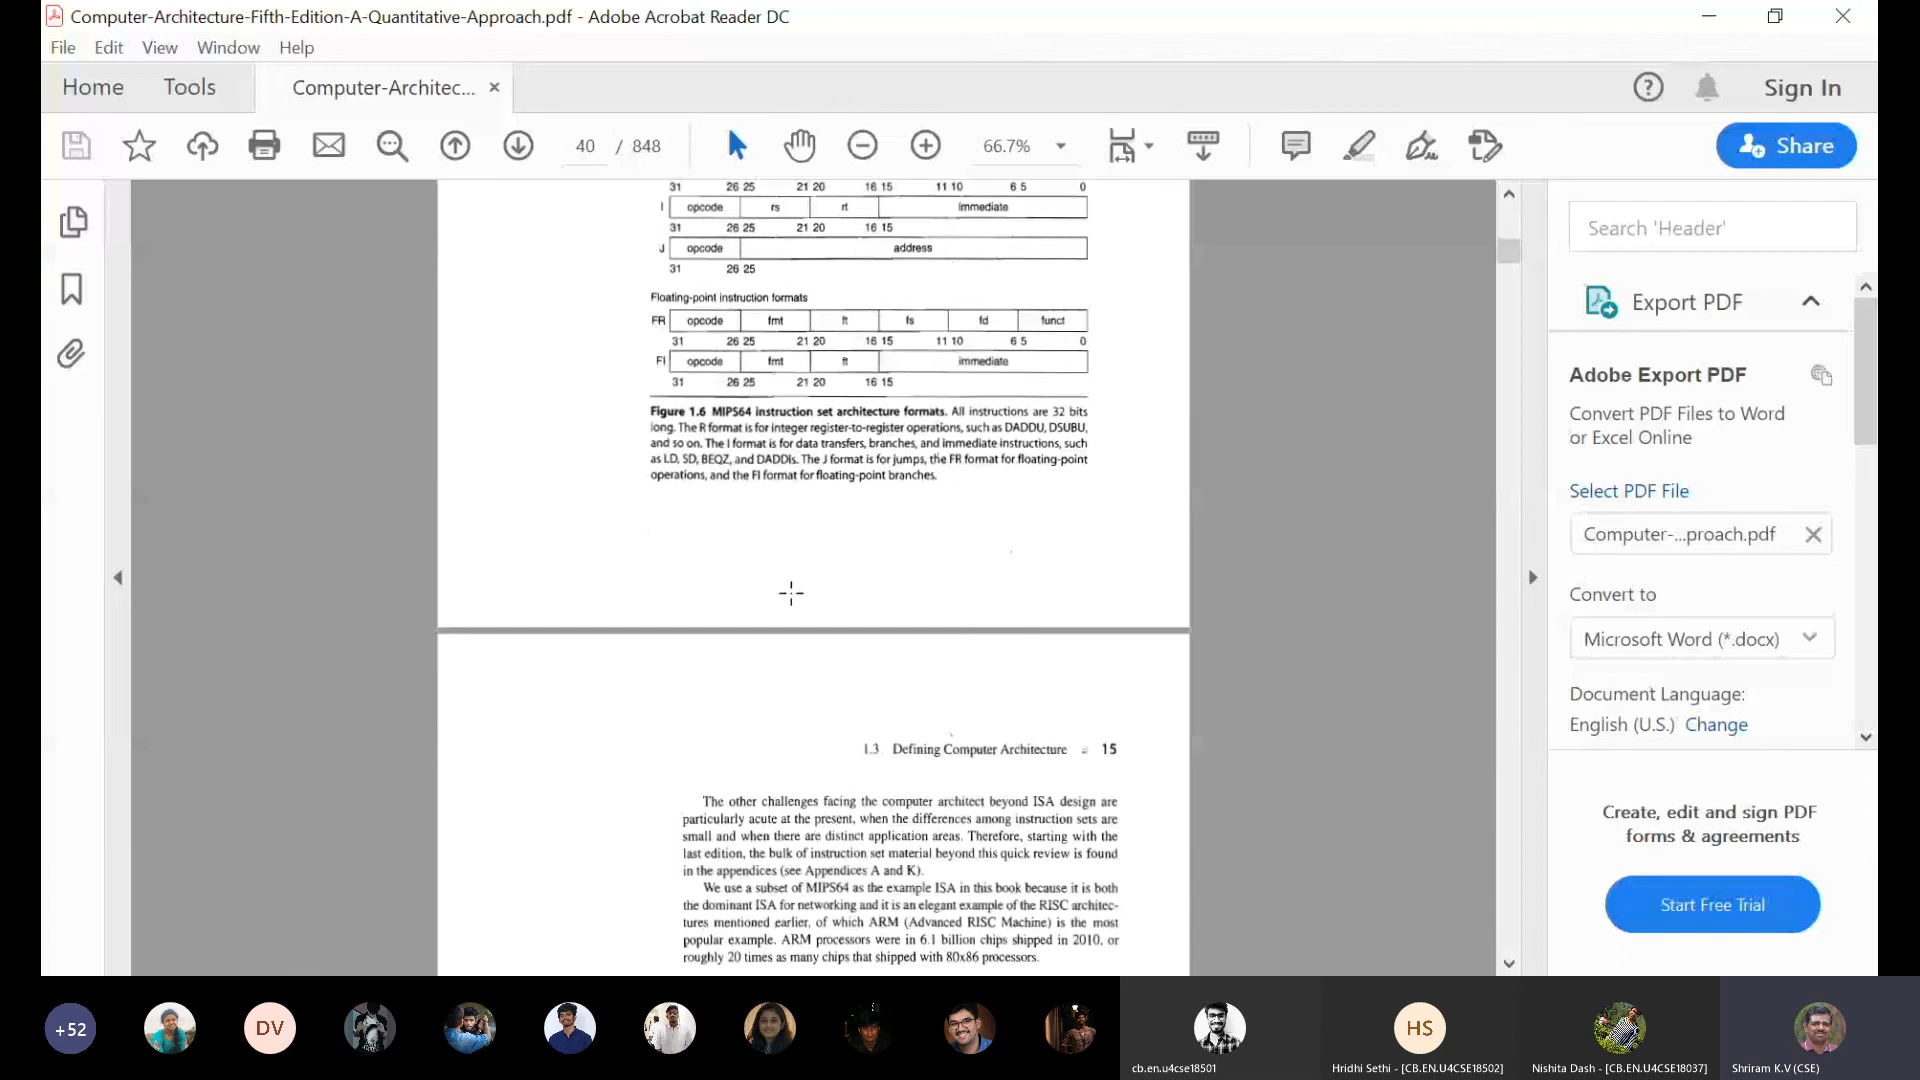 Computer-Architecture-Fifth-Edition-A-Quantitative-Approach.pdf - Adobe Acrobat Reader DC
File Edit View Window Help
Home Tools Computer-Architec... × Sign In
40 / 848 66.7% Share
31 26 25 21 20 16 15 11 10 6 5 0
I opcode rs rt immediate
31 26 25 21 20 16 15
J opcode address
31 26 25
Floating-point instruction formats
FR opcode fmt ft fs fd funct
31 26 25 21 20 16 15 11 10 6 5 0
FI opcode fmt ft immediate
31 26 25 21 20 16 15
Figure 1.6 MIPS64 instruction set architecture formats. All instructions are 32 bits
long. The R format is for integer register-to-register operations, such as DADDU, DSUBU,
and so on. The I format is for data transfers, branches, and immediate instructions, such
as LD, SD, BEQZ, and DADDIs. The J format is for jumps, the FR format for floating-point
operations, and the FI format for floating-point branches.
1.3 Defining Computer Architecture 15
The other challenges facing the computer architect beyond ISA design are
particularly acute at the present, when the differences among instruction sets are
small and when there are distinct application areas. Therefore, starting with the
last edition, the bulk of instruction set material beyond this quick review is found
in the appendices (see Appendices A and K).
We use a subset of MIPS64 as the example ISA in this book because it is both
the dominant ISA for networking and it is an elegant example of the RISC architec-
tures mentioned earlier, of which ARM (Advanced RISC Machine) is the most
popular example. ARM processors were in 6.1 billion chips shipped in 2010, or
roughly 20 times as many chips that shipped with 80x86 processors.
Search 'Header'
Export PDF
Adobe Export PDF
Convert PDF Files to Word
or Excel Online
Select PDF File
Computer-...proach.pdf
Convert to
Microsoft Word (*.docx)
Document Language:
English (U.S.) Change
Create, edit and sign PDF
forms & agreements
Start Free Trial
+52 DV HS
cb.en.u4cse18501 Hridhi Sethi - [CB.EN.U4CSE18502] Nishita Dash - [CB.EN.U4CSE18037] Shriram K.V (CSE)